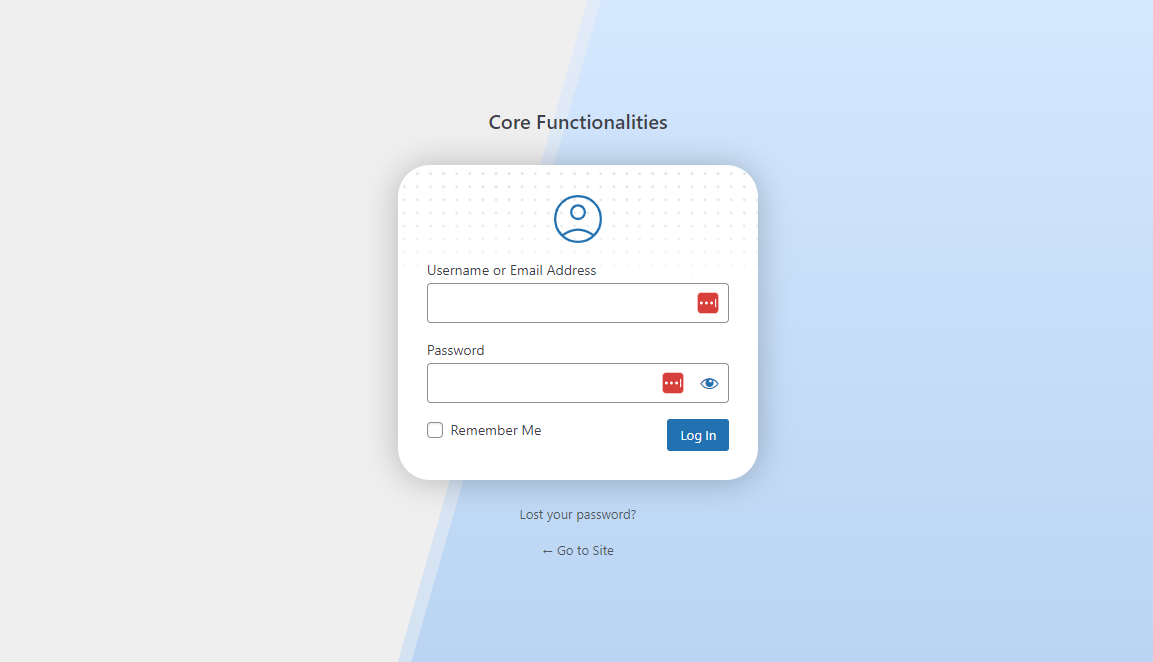 Core Functionalities
Username or Email Address
Password
Remember Me
Log In
Lost your password?
← Go to Site